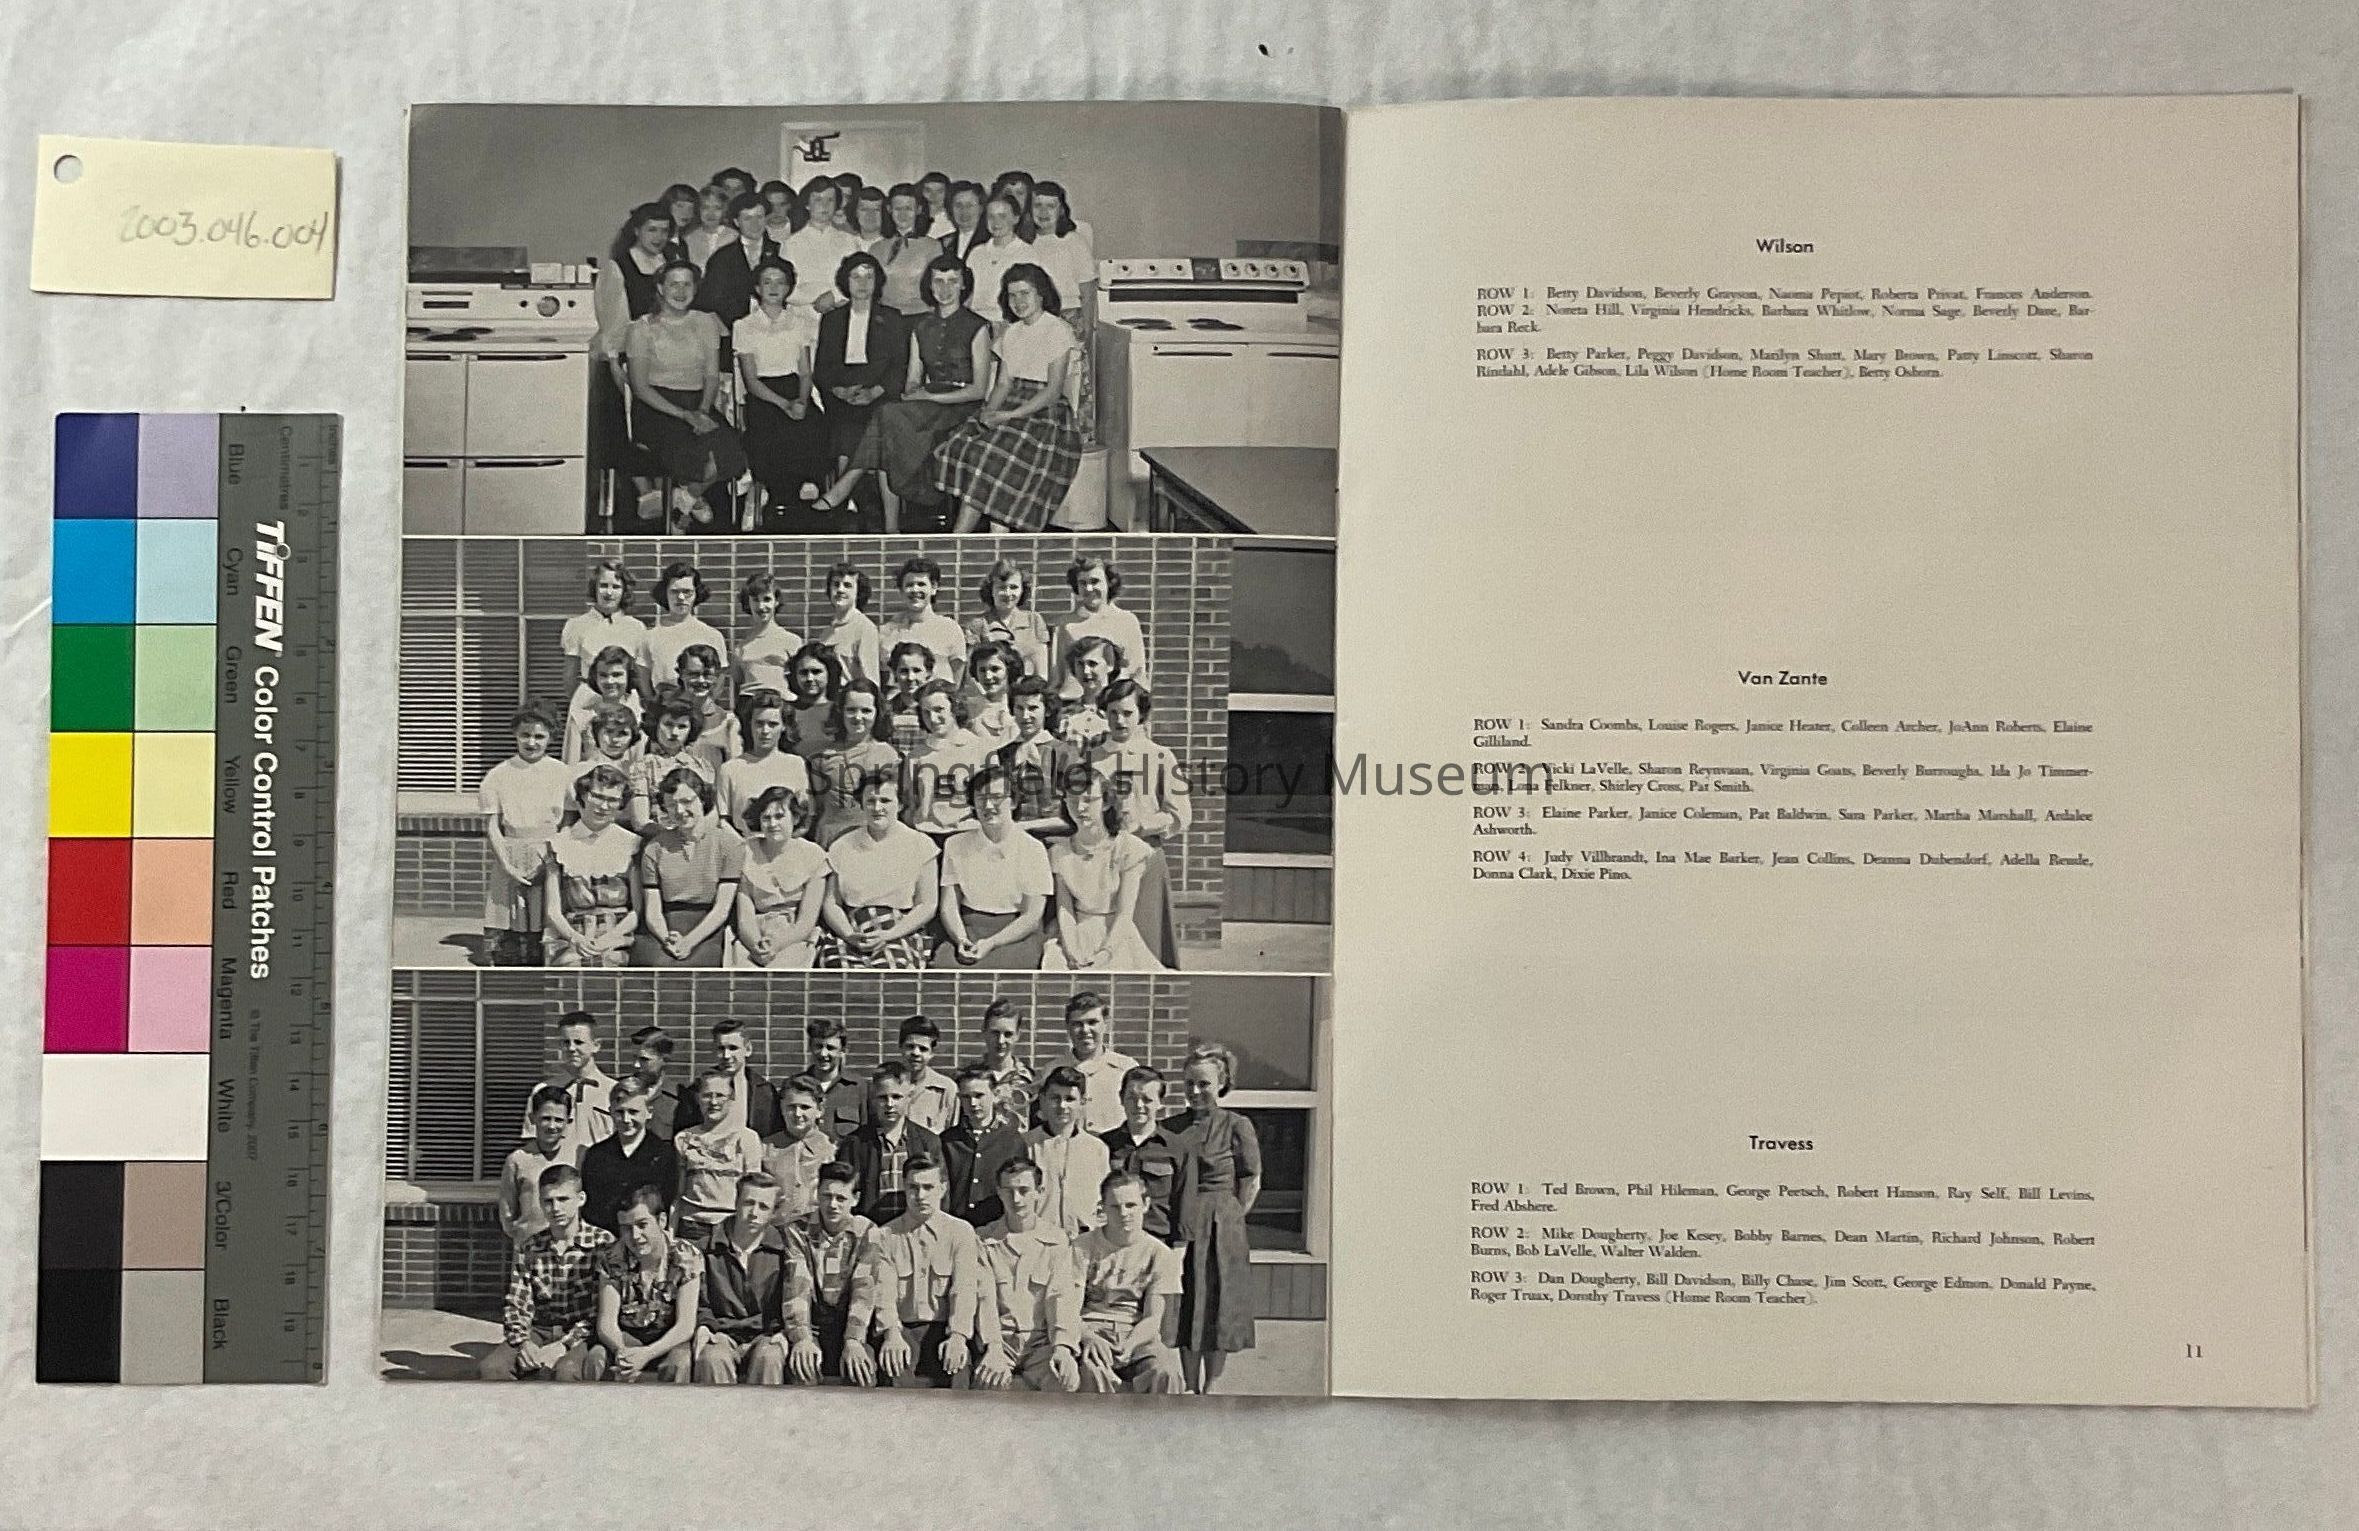 2003.046.004
Inches
Centimetres
TIFFEN Color Control Patches
© The Tiffen Company, 2007
Blue
Cyan
Green
Yellow
Red
Magenta
White
3/Color
Black
Wilson
ROW 1: Betty Davidson, Beverly Grayson, Naomi Pepiot, Roberta Privat, Frances Anderson.
ROW 2: Noreta Hill, Virginia Hendricks, Barbara Whitlow, Norma Sage, Beverly Dare, Bar-
bara Reck.
ROW 3: Betty Parker, Peggy Davidson, Marilyn Shutt, Mary Brown, Patty Linscott, Sharon
Rindahl, Adele Gibson, Lila Wilson (Home Room Teacher), Betty Osborn.
Van Zante
ROW 1: Sandra Coombs, Louise Rogers, Janice Heater, Colleen Archer, JoAnn Roberts, Elaine
Gilliland.
ROW 2: Vicki LaVelle, Sharon Reynvaan, Virginia Goats, Beverly Burroughs, Ida Jo Timmer-
man, Lona Felkner, Shirley Cross, Pat Smith.
Springfield History Museum
ROW 3: Elaine Parker, Janice Coleman, Pat Baldwin, Sara Parker, Martha Marshall, Ardalee
Ashworth.
ROW 4: Judy Villbrandt, Ina Mae Barker, Jean Collins, Deanna Dubendorf, Adella
Donna Clark, Dixie Pino.
Travess
ROW 1: Ted Brown, Phil Hileman, George Peetsch, Robert Hanson, Ray Self, Bill Levins,
Fred Abshere.
ROW 2: Mike Dougherty, Joe Kesey, Bobby Barnes, Dean Martin, Richard Johnson, Robert
Burns, Bob LaVelle, Walter Walden.
ROW 3: Dan Dougherty, Bill Davidson, Billy Chase, Jim Scott, George Edmon, Donald Payne,
Roger Truax, Dorothy Travess (Home Room Teacher).
11